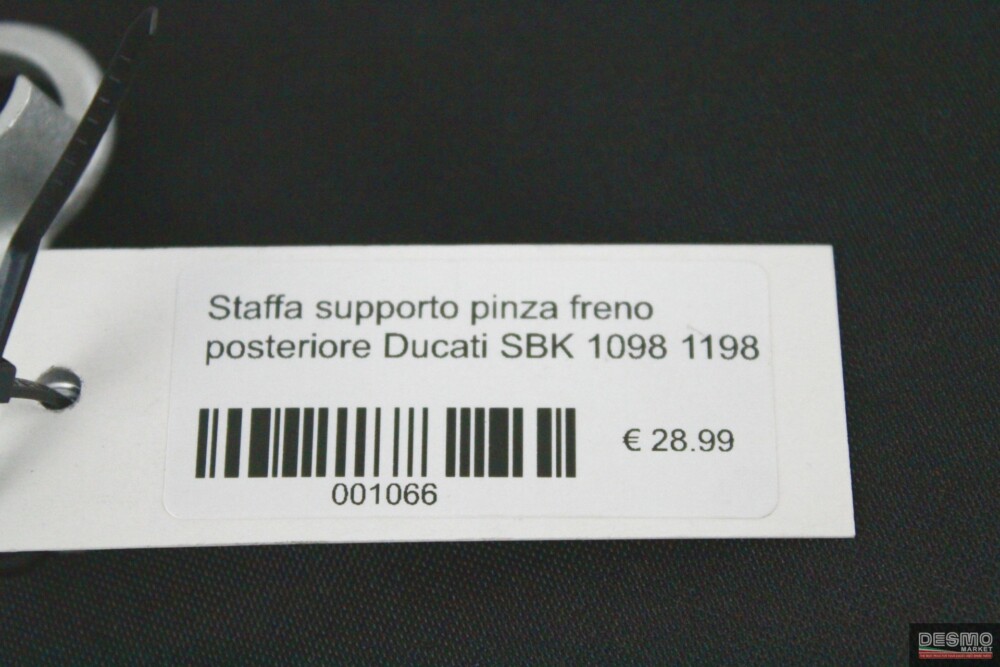 Staffa supporto pinza freno
posteriore Ducati SBK 1098 1198
€ 28.99
001066
DESMO
MARKET